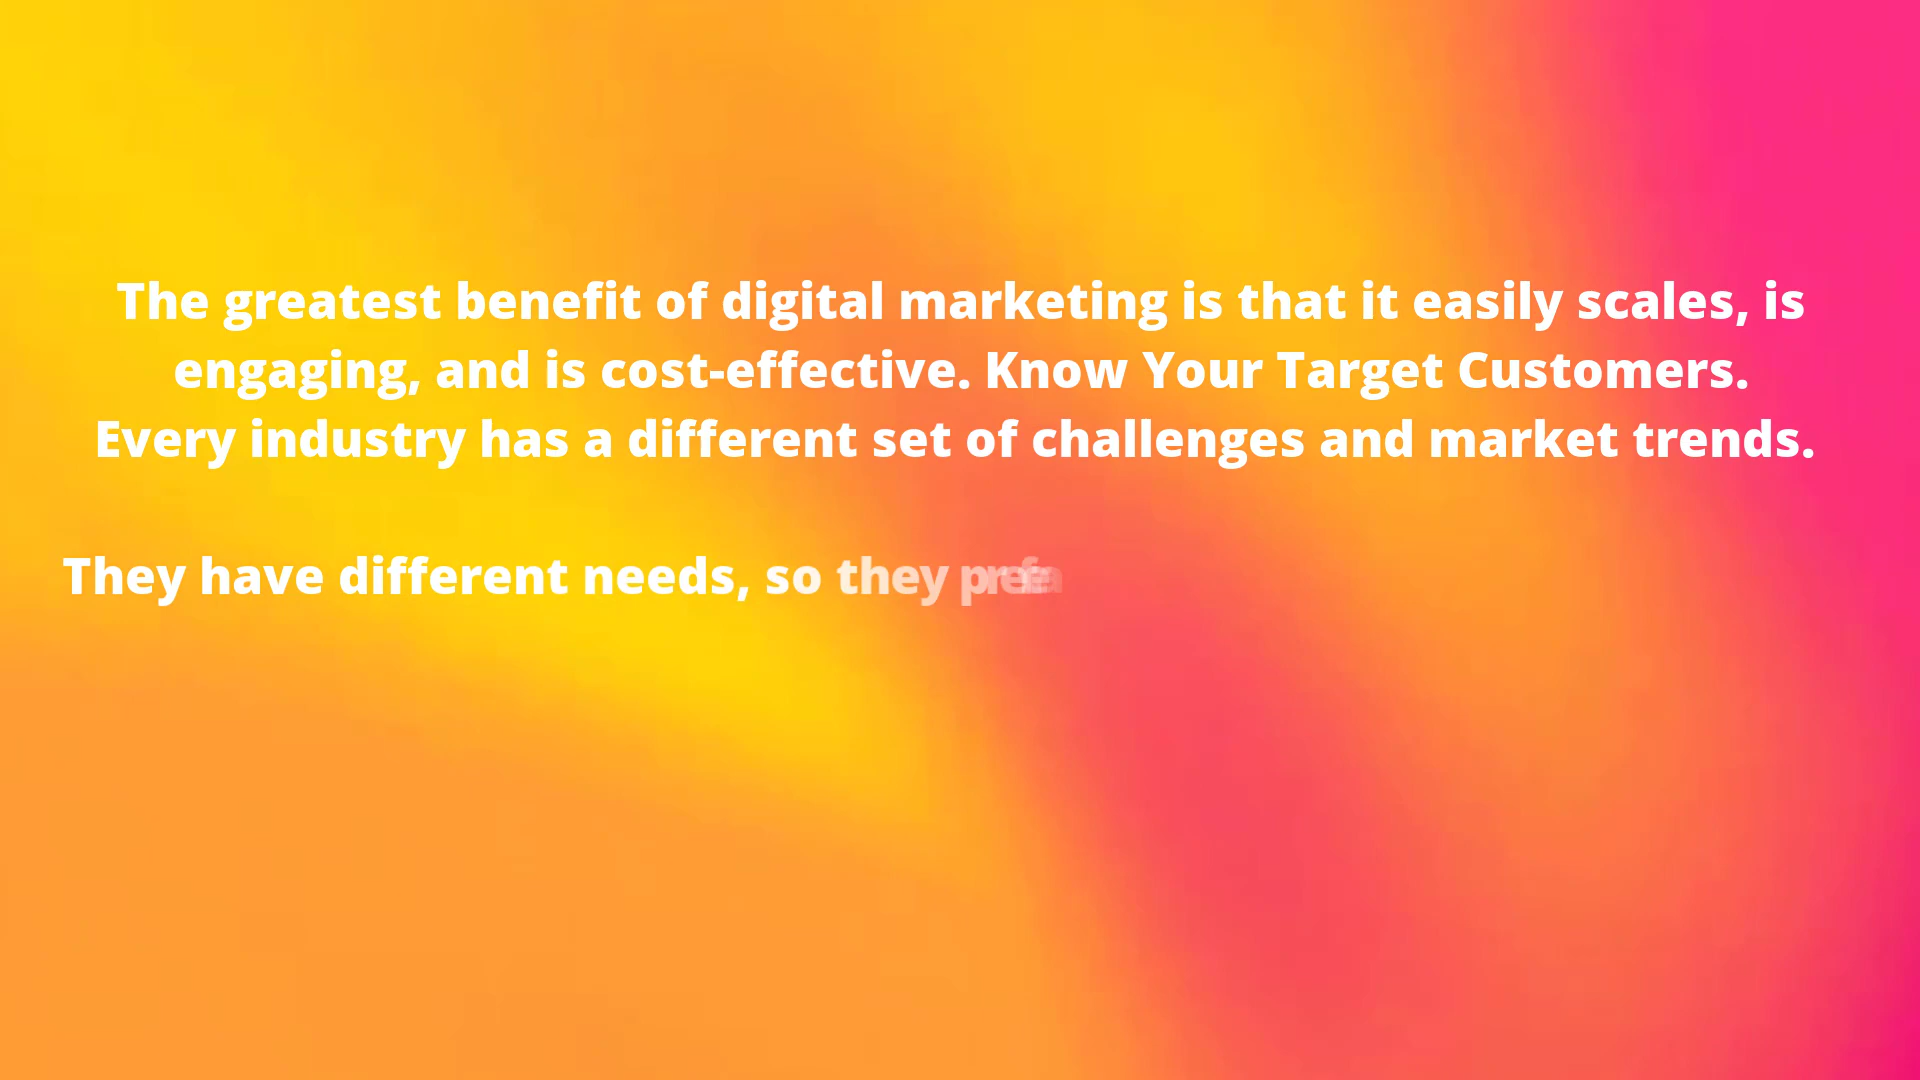 The greatest benefit of digital marketing is that it easily scales, is
engaging, and is cost-effective. Know Your Target Customers.
Every industry has a different set of challenges and market trends.
They have different needs, so they